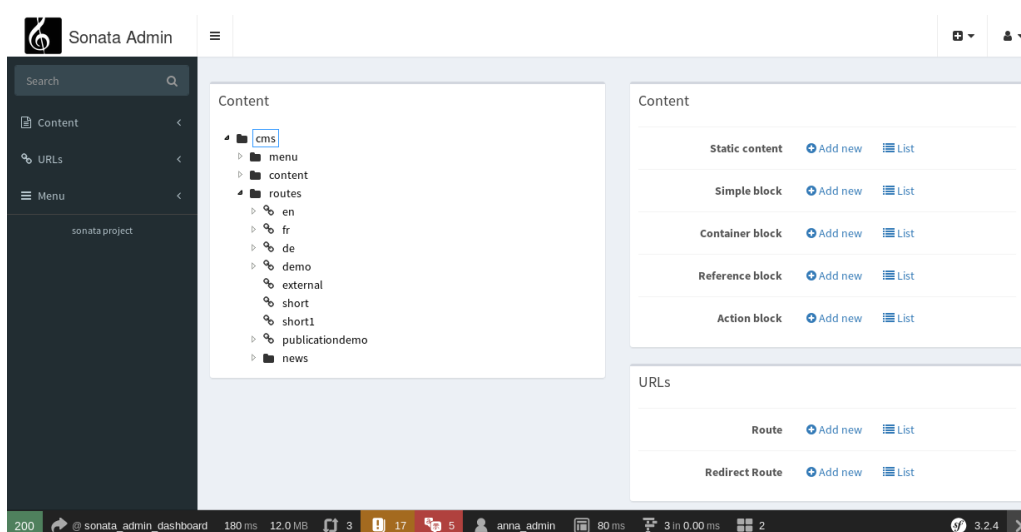 Sonata Admin
Search
Content
URLs
Menu
sonata project
Content
cms
menu
content
routes
en
fr
de
demo
external
short
short1
publicationdemo
news
Content
Static content Add new List
Simple block Add new List
Container block Add new List
Reference block Add new List
Action block Add new List
URLs
Route Add new List
Redirect Route Add new List
200 @ sonata_admin_dashboard 180 ms 12.0 MB 3 17 5 anna_admin 80 ms 3 in 0.00 ms 2 sf 3.2.4